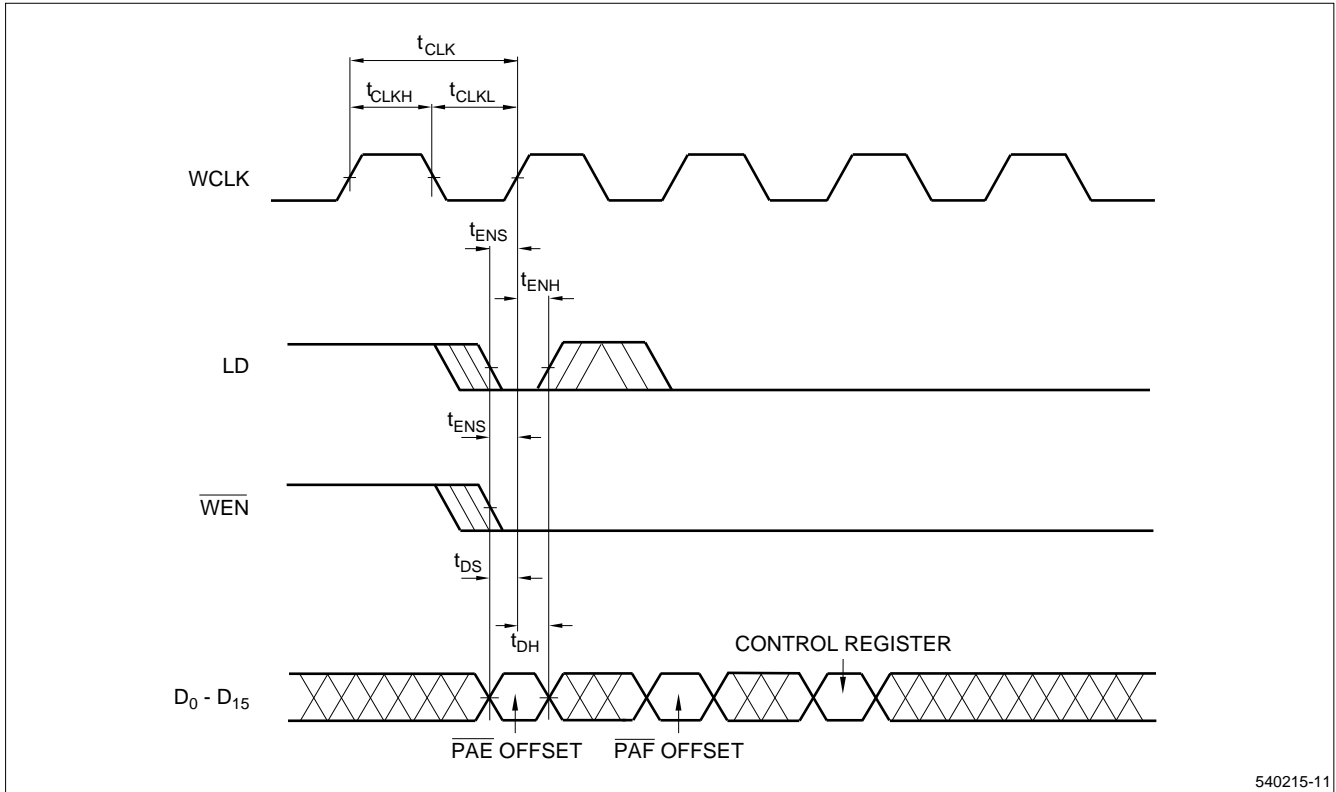 tCLK
tCLKH
tCLKL
WCLK
tENS
tENH
LD
tENS
WEN
tDS
tDH
CONTROL REGISTER
D0 - D15
PAE OFFSET
PAF OFFSET
540215-11